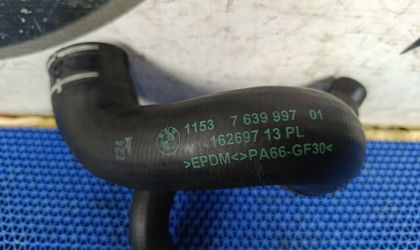 1153 7 639 997 01
162697 13 PL
>EPDM<>PA66-GF30<